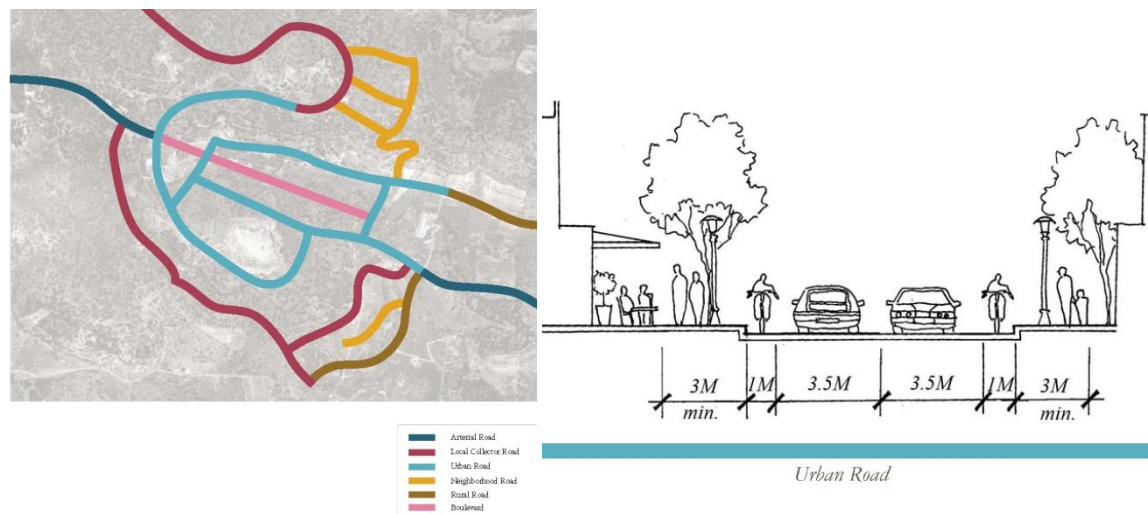 Arterial Road
Local Collector Road
Urban Road
Neighborhood Road
Rural Road
Boulevard
3M 1M 3.5M 3.5M 1M 3M
min. min.
Urban Road